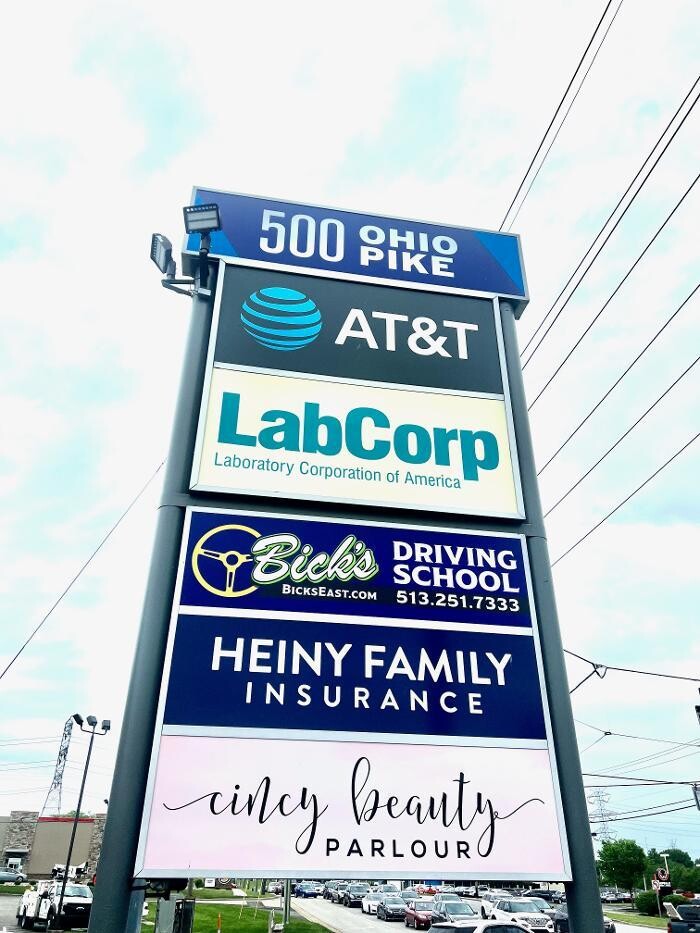 500 OHIO
PIKE
AT&T
LabCorp
Laboratory Corporation of America
Bick's DRIVING
SCHOOL
BICKSEAST.COM 513.251.7333
HEINY FAMILY
INSURANCE
cincy beauty
PARLOUR